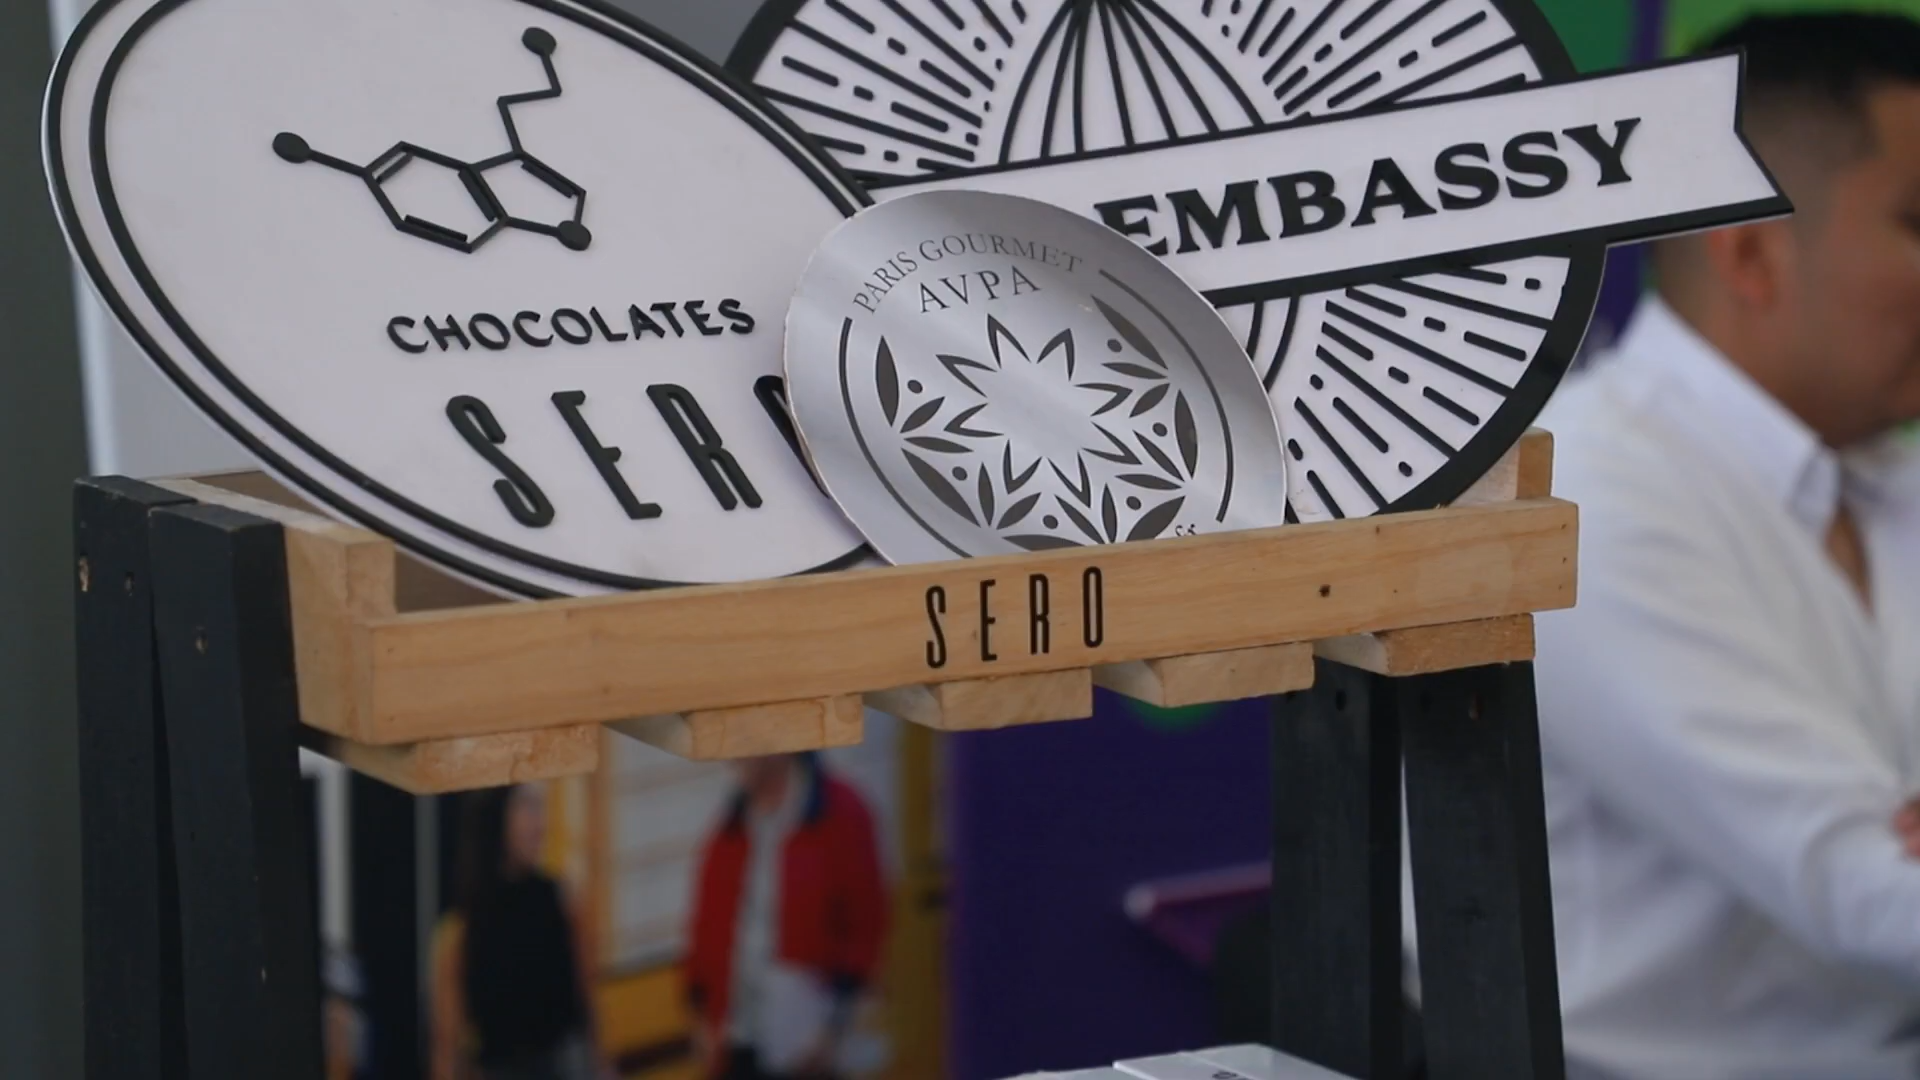 CHOCOLATES
SERO
EMBASSY
PARIS GOURMET
AVPA
SERO